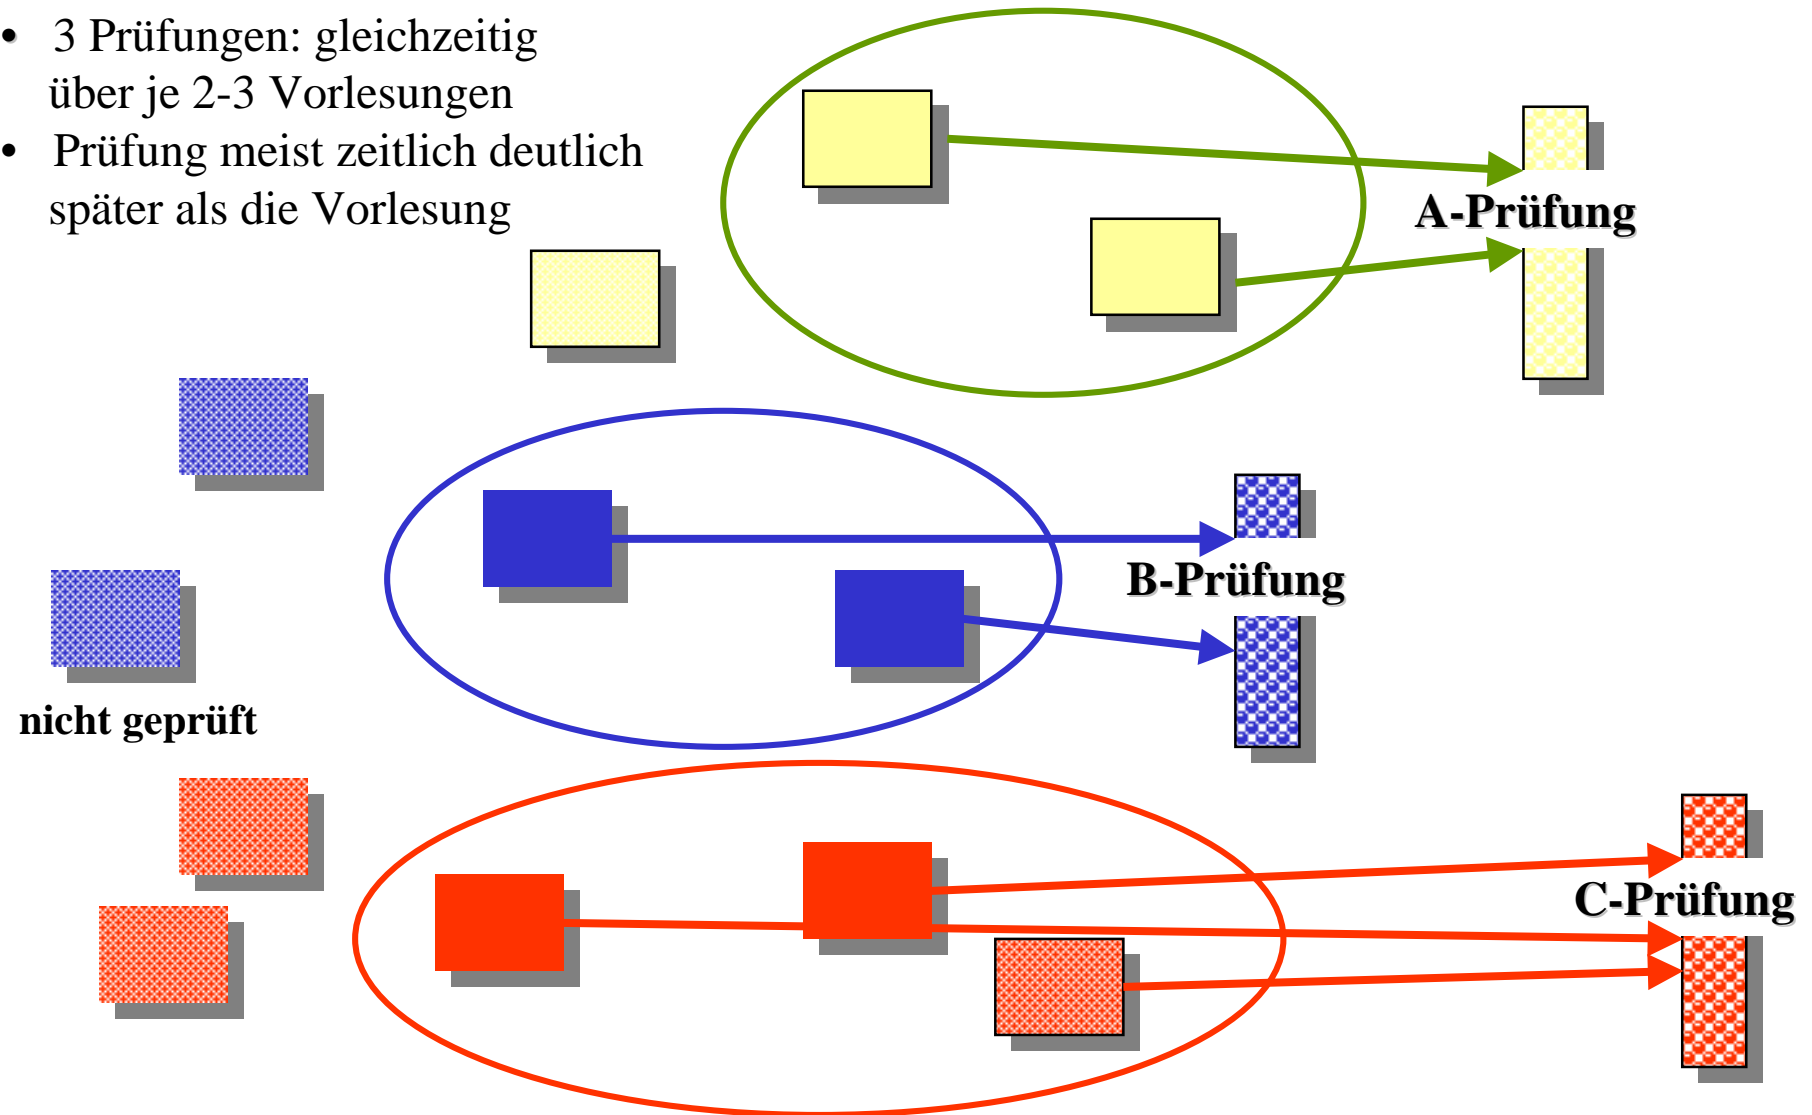 • 3 Prüfungen: gleichzeitig
über je 2-3 Vorlesungen
• Prüfung meist zeitlich deutlich
später als die Vorlesung
A-Prüfung
B-Prüfung
nicht geprüft
C-Prüfung